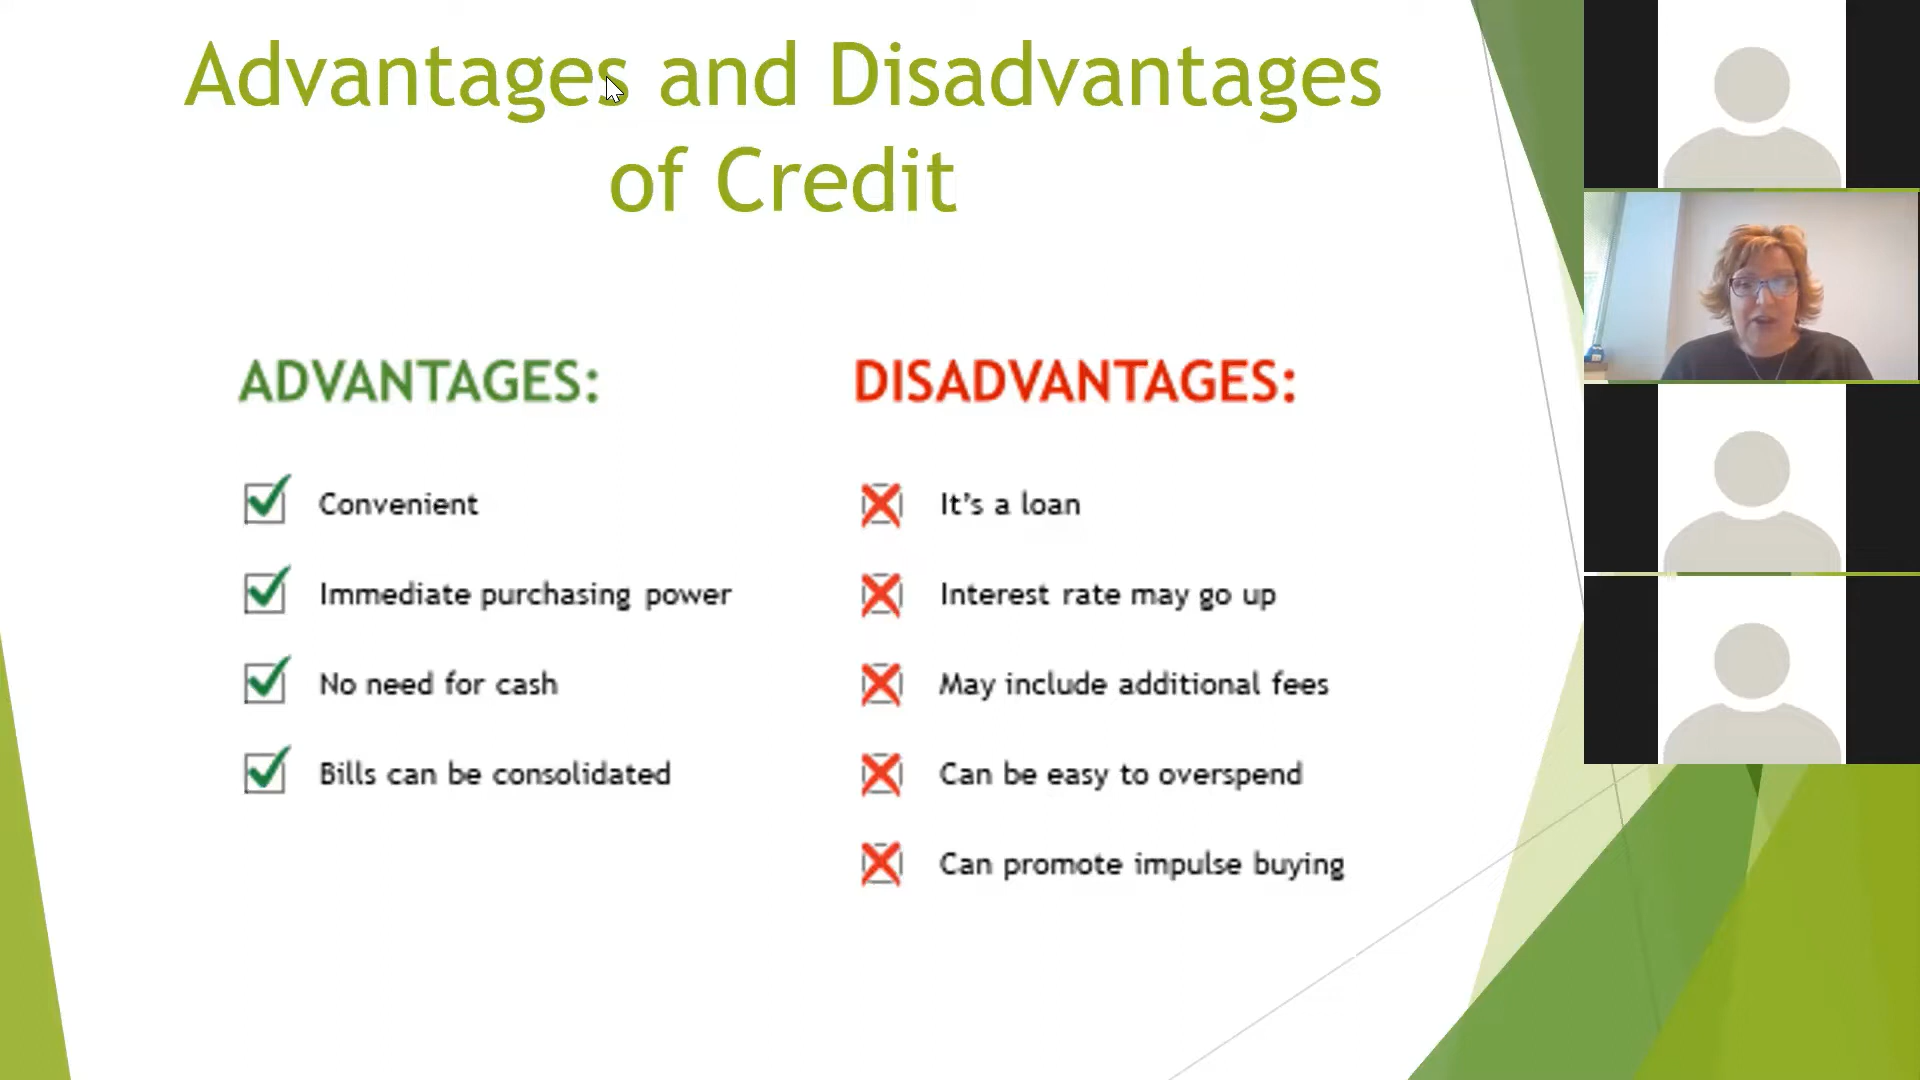 Advantages and Disadvantages
of Credit
ADVANTAGES:
Convenient
Immediate purchasing power
No need for cash
Bills can be consolidated
DISADVANTAGES:
It's a loan
Interest rate may go up
May include additional fees
Can be easy to overspend
Can promote impulse buying